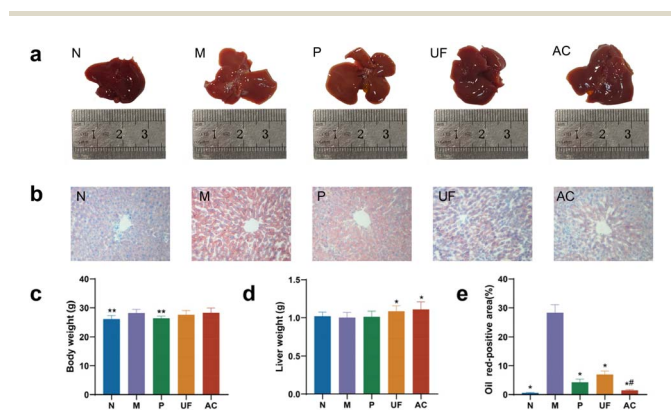 a
N
M
P
UF
AC
1 2 3
1 2 3
1 2 3
1 2 3
1 2 3
b
N
M
P
UF
AC
c
Body weight (g)
40
30
20
10
0
**
**
N M P UF AC
d
Liver weight (g)
1.5
1.0
0.5
0.0
*
*
N M P UF AC
e
Oil red-positive area(%)
40
30
20
10
0
*
*
*
*#
N M P UF AC